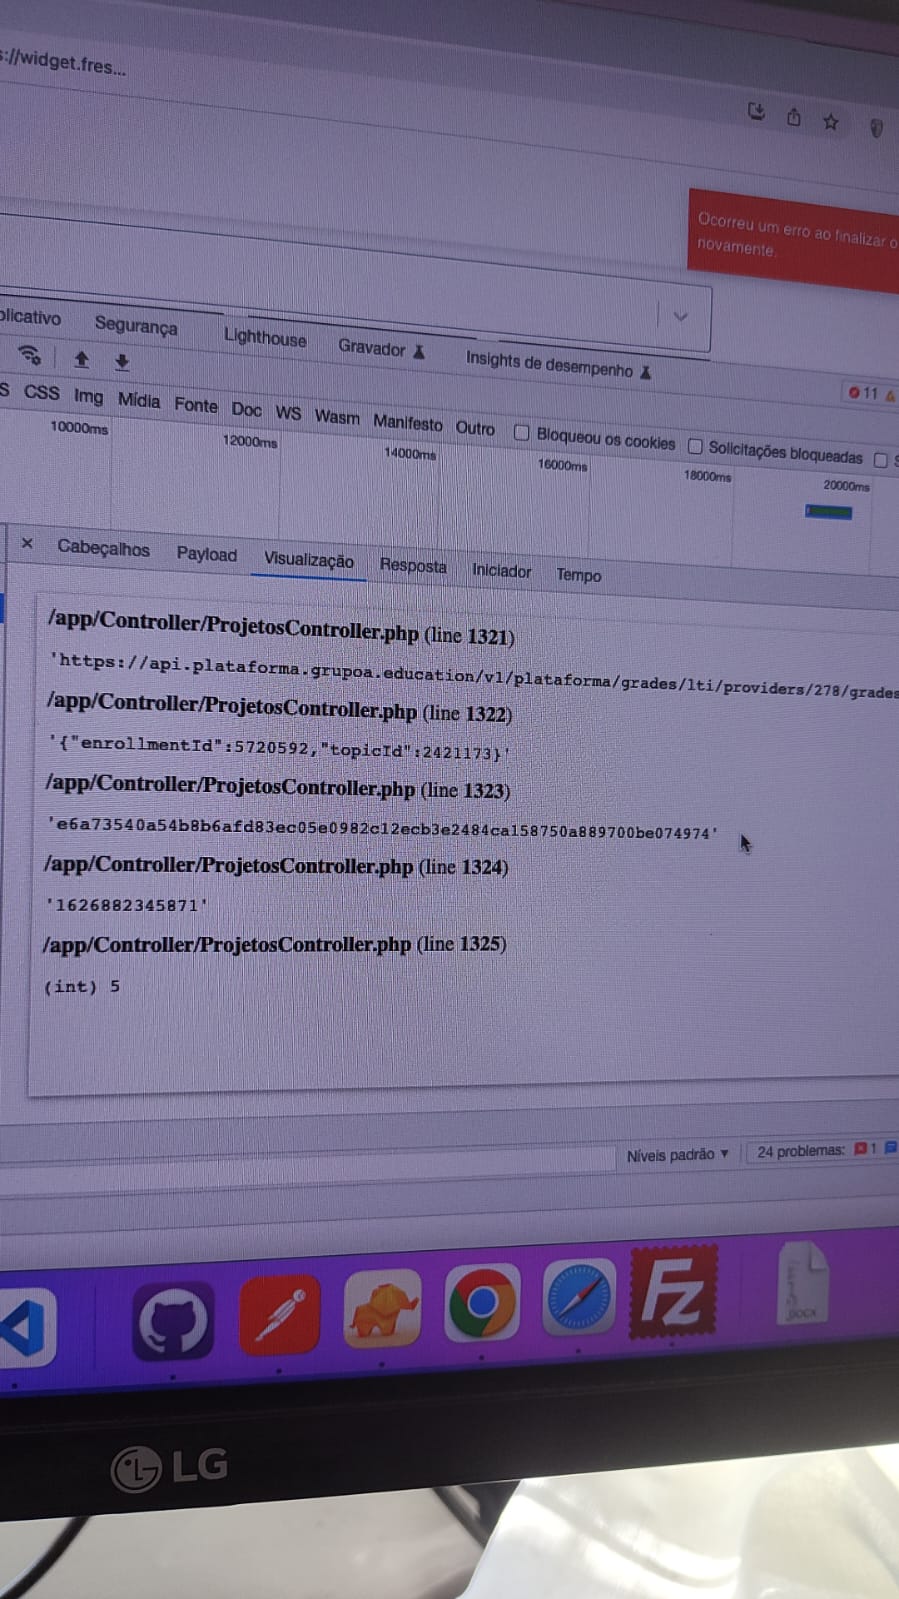 s://widget.fres...
Ocorreu um erro ao finalizar o
novamente.
plicativo Segurança Lighthouse Gravador Insights de desempenho
11
S CSS Img Mídia Fonte Doc WS Wasm Manifesto Outro Bloqueou os cookies Solicitações bloqueadas S
10000ms 12000ms 14000ms 16000ms 18000ms 20000ms
× Cabeçalhos Payload Visualização Resposta Iniciador Tempo
/app/Controller/ProjetosController.php (line 1321)
'https://api.plataforma.grupoa.education/v1/plataforma/grades/lti/providers/278/grades
/app/Controller/ProjetosController.php (line 1322)
'{"enrollmentId":5720592,"topicId":2421173}'
/app/Controller/ProjetosController.php (line 1323)
'e6a73540a54b8b6afd83ec05e0982c12ecb3e2484ca158750a889700be074974'
/app/Controller/ProjetosController.php (line 1324)
'1626882345871'
/app/Controller/ProjetosController.php (line 1325)
(int) 5
Níveis padrão ▼ 24 problemas: 1
FZ
DOCX
LG